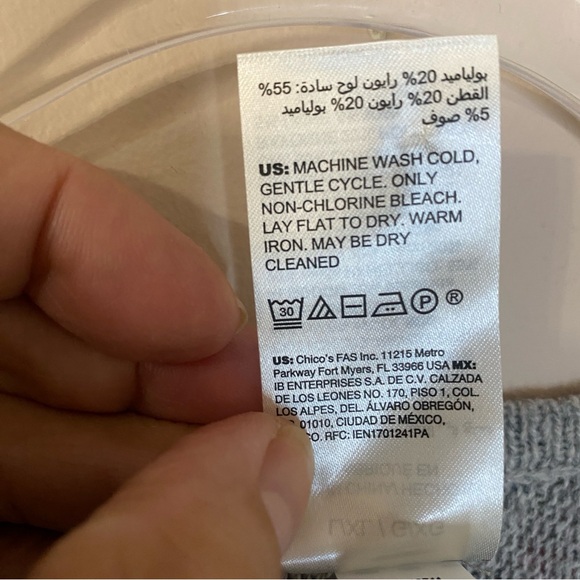 بولياميد 20% رايون لوح سادة: 55%
القطن 20% رايون 20% بولياميد
5% صوف
US: MACHINE WASH COLD,
GENTLE CYCLE. ONLY
NON-CHLORINE BLEACH.
LAY FLAT TO DRY. WARM
IRON. MAY BE DRY
CLEANED
30 P ®
US: Chico's FAS Inc. 11215 Metro
Parkway Fort Myers, FL 33966 USA MX:
IB ENTERPRISES S.A. DE C.V. CALZADA
DE LOS LEONES NO. 170, PISO 1, COL.
LOS ALPES, DEL. ÁLVARO OBREGÓN,
01010, CIUDAD DE MÉXICO,
RFC: IEN1701241PA